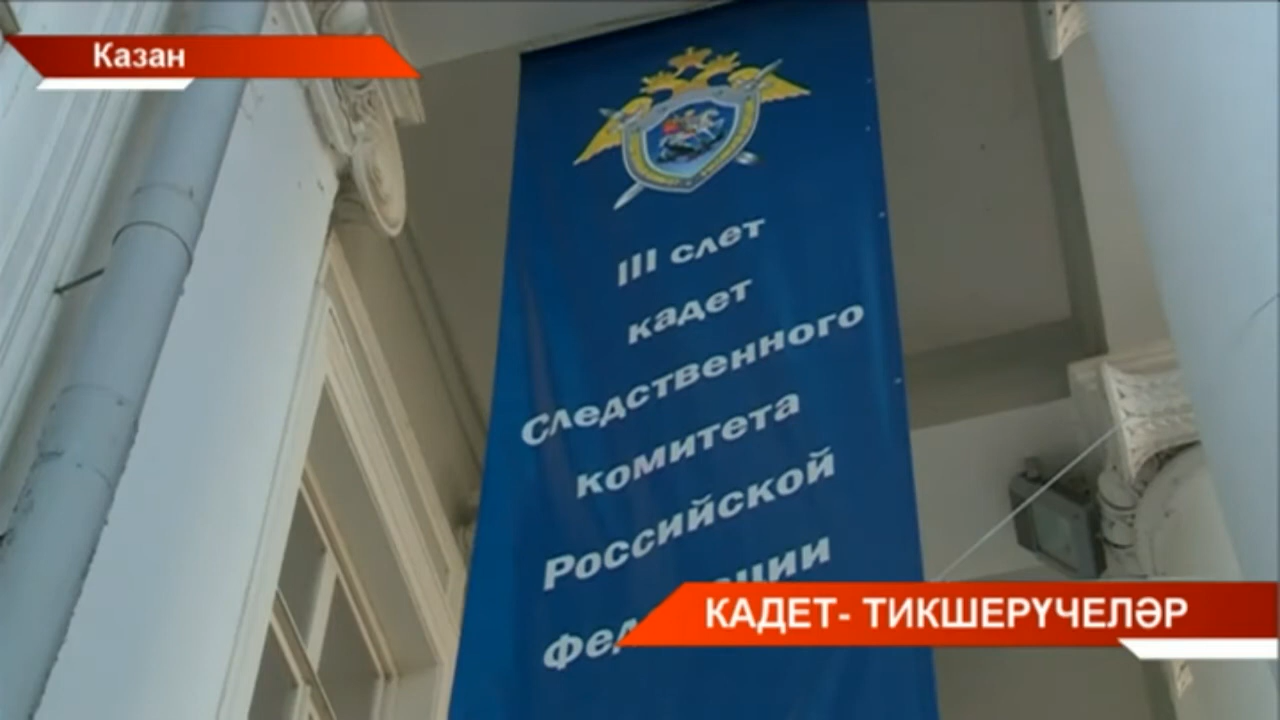 Казан
III слет
кадет
Следственного
комитета
Российской
КАДЕТ- ТИКШЕРҮЧЕЛӘР